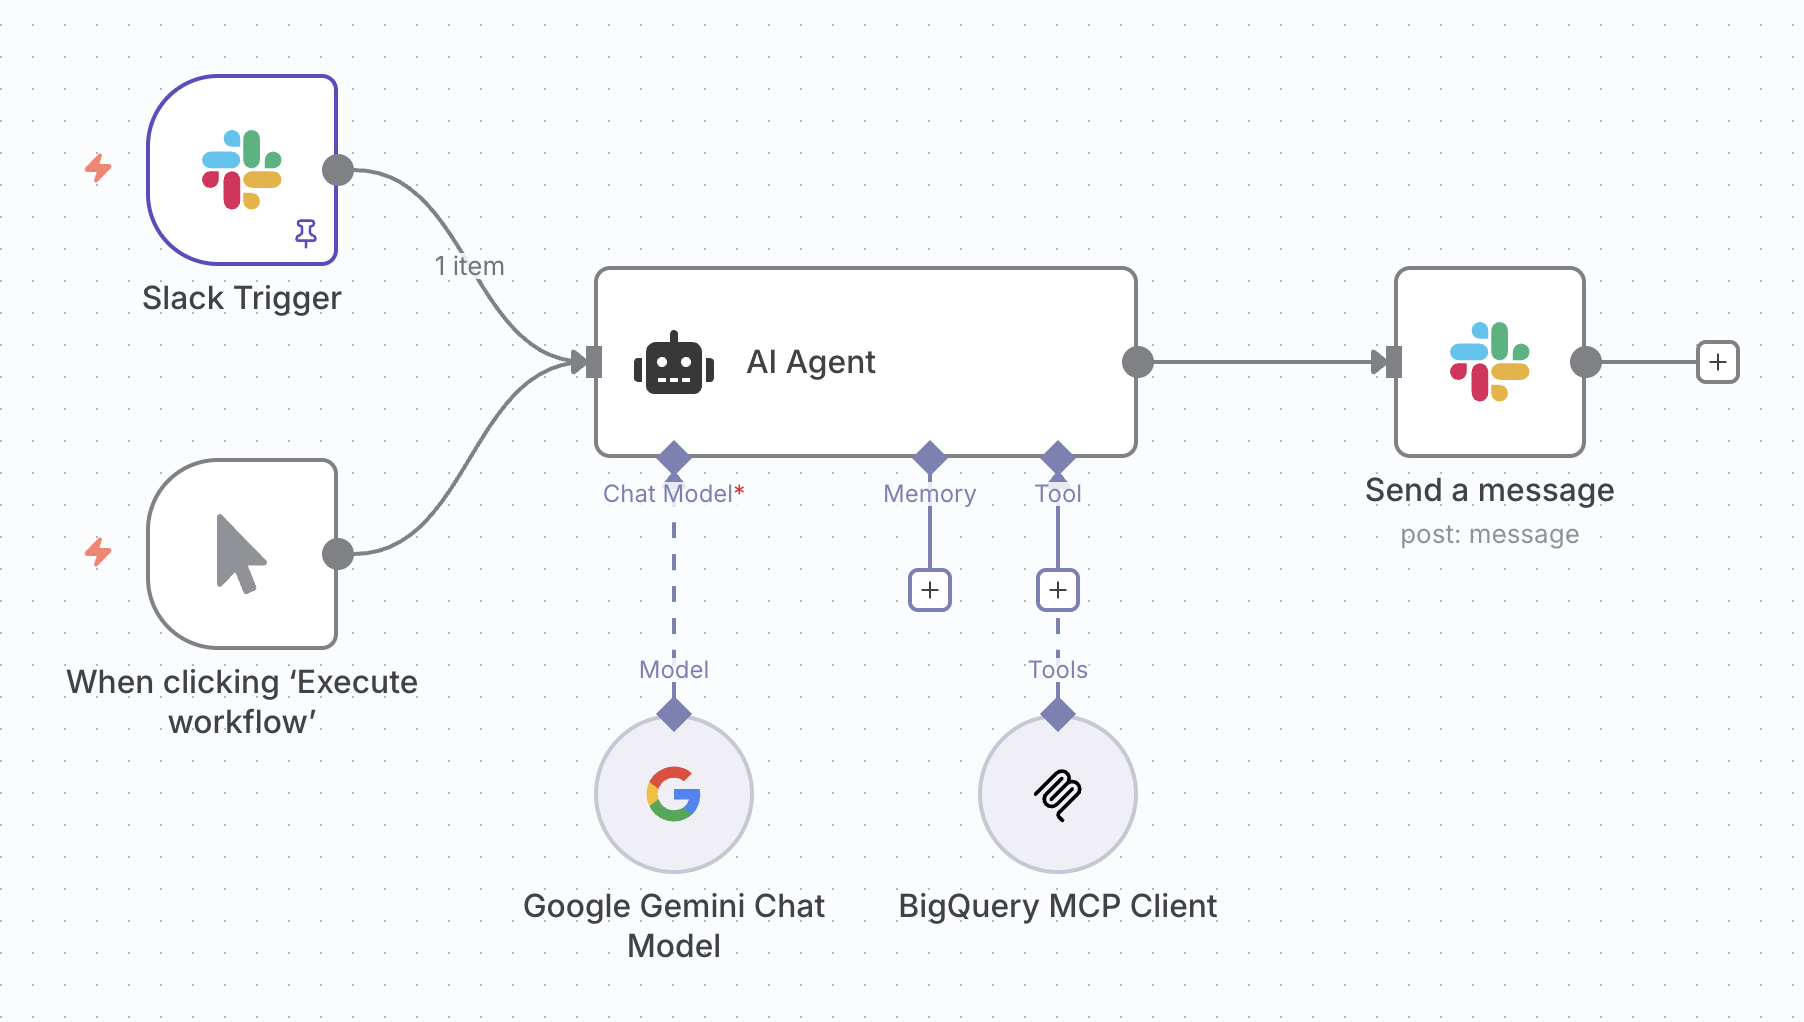 Slack Trigger
1 item
AI Agent
Chat Model*
Memory
Tool
Send a message
post: message
When clicking ‘Execute
workflow’
Model
Tools
Google Gemini Chat
Model
BigQuery MCP Client